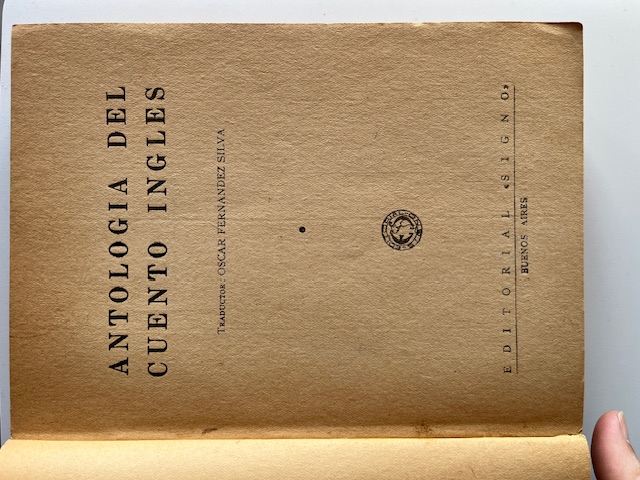 ANTOLOGIA DEL
CUENTO INGLES
TRADUCTOR: OSCAR FERNANDEZ SILVA
EDITORIAL «SIGNO»
BUENOS AIRES